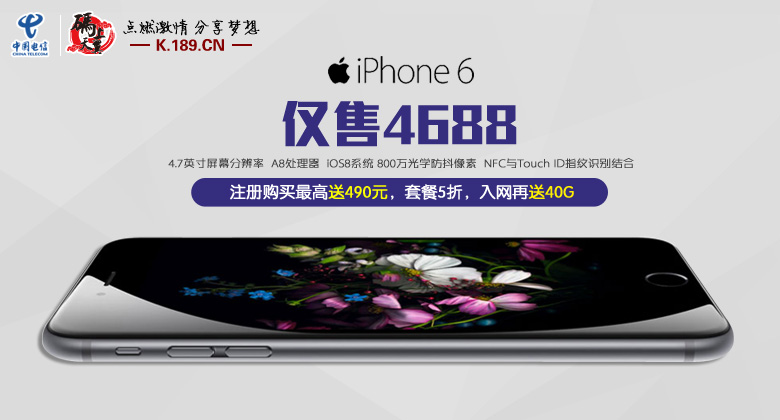 中国电信
CHINA TELECOM
点燃激情 分享梦想
K.189.CN
iPhone 6
仅售4688
4.7英寸屏幕分辨率 A8处理器 iOS8系统 800万光学防抖像素 NFC与Touch ID指纹识别结合
注册购买最高送490元，套餐5折，入网再送40G